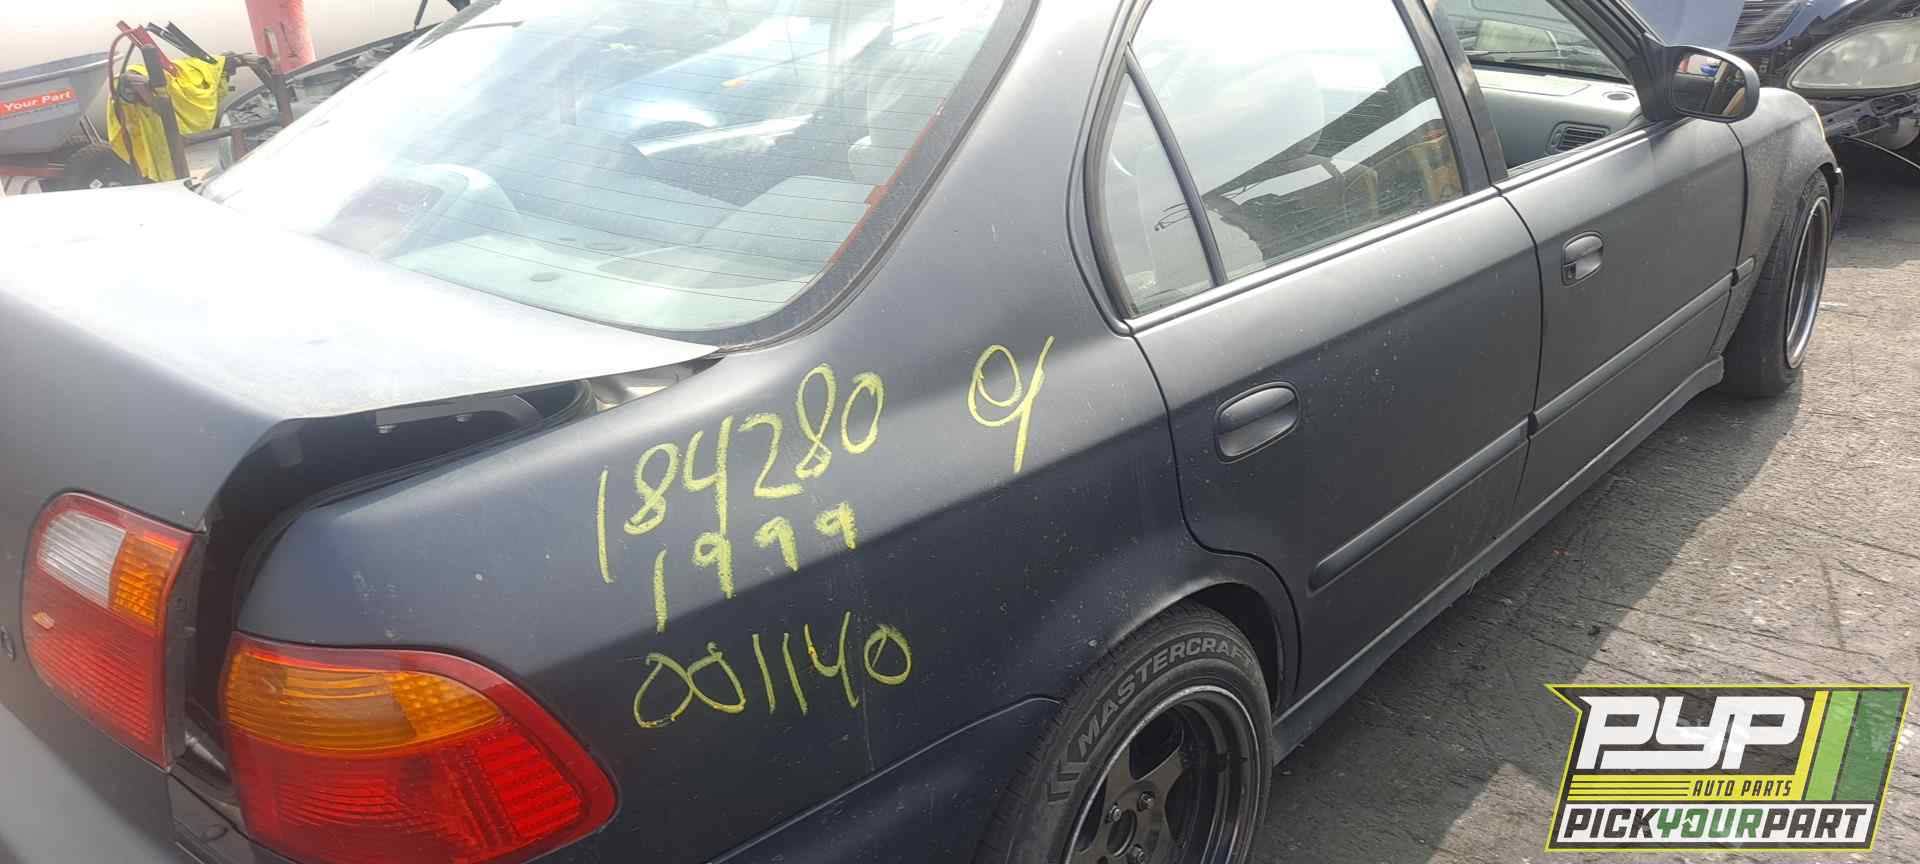 Your Part
184280
1999
001140
MASTERCRAFT
PYP
AUTO PARTS
PICKYOURPART